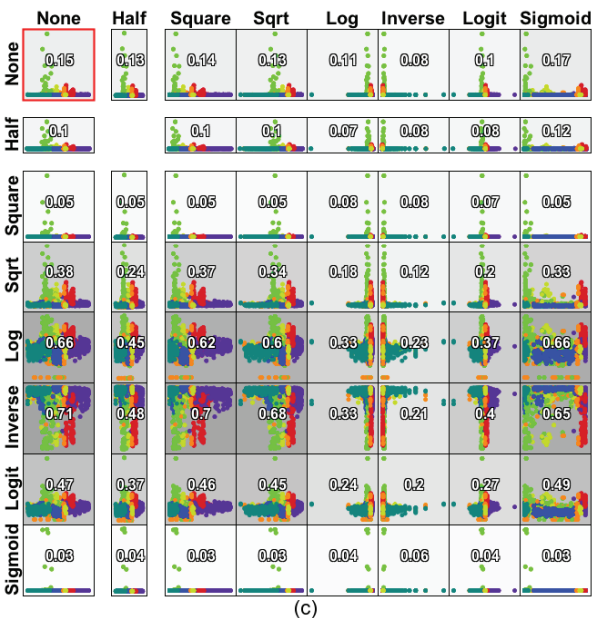 None Half Square Sqrt Log Inverse Logit Sigmoid
None 0.15 0.13 0.14 0.13 0.11 0.08 0.1 0.17
Half 0.1 0.1 0.1 0.07 0.08 0.08 0.12
Square 0.05 0.05 0.05 0.05 0.08 0.08 0.07 0.05
Sqrt 0.38 0.24 0.37 0.34 0.18 0.12 0.2 0.33
Log 0.66 0.45 0.62 0.6 0.33 0.23 0.37 0.66
Inverse 0.71 0.48 0.7 0.68 0.33 0.21 0.4 0.65
Logit 0.47 0.37 0.46 0.45 0.24 0.2 0.27 0.49
Sigmoid 0.03 0.04 0.03 0.03 0.04 0.06 0.04 0.03
(c)